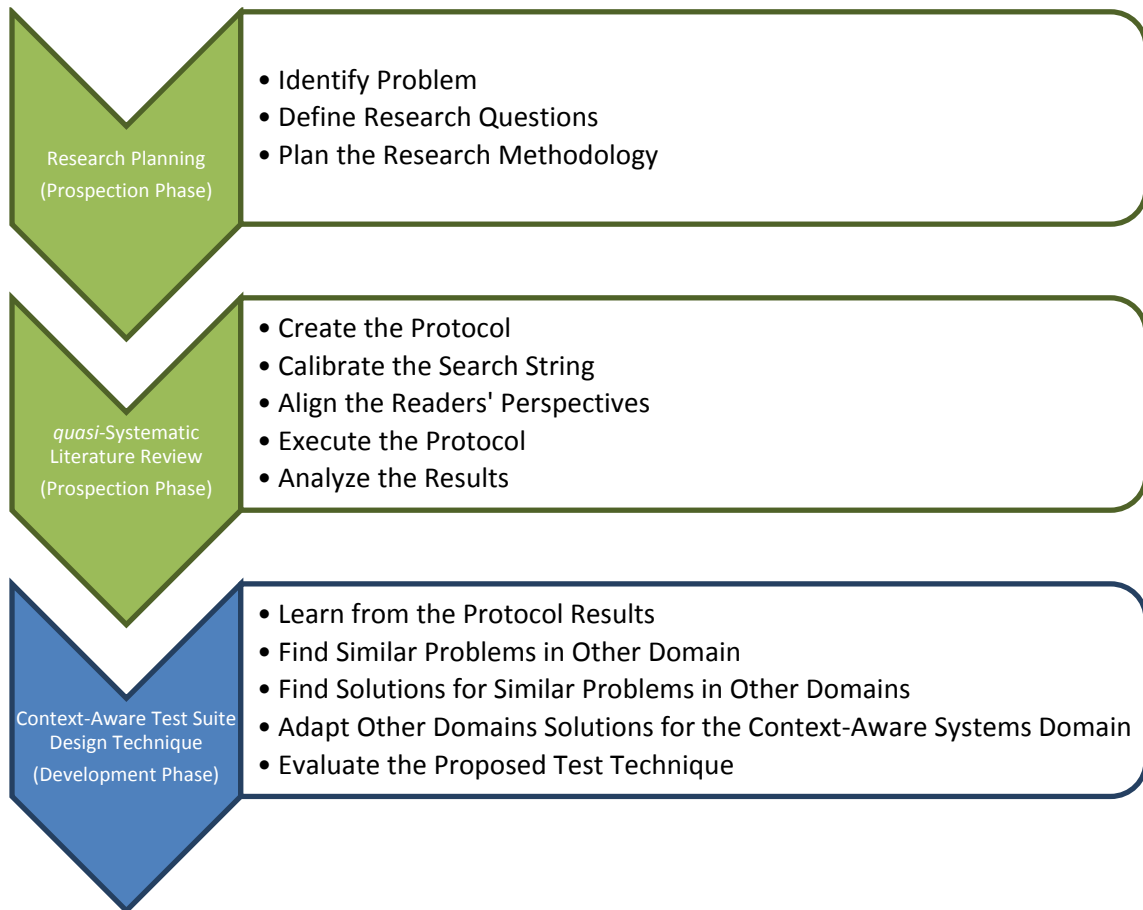 Research Planning
(Prospection Phase)
• Identify Problem
• Define Research Questions
• Plan the Research Methodology
quasi-Systematic
Literature Review
(Prospection Phase)
• Create the Protocol
• Calibrate the Search String
• Align the Readers' Perspectives
• Execute the Protocol
• Analyze the Results
Context-Aware Test Suite
Design Technique
(Development Phase)
• Learn from the Protocol Results
• Find Similar Problems in Other Domain
• Find Solutions for Similar Problems in Other Domains
• Adapt Other Domains Solutions for the Context-Aware Systems Domain
• Evaluate the Proposed Test Technique